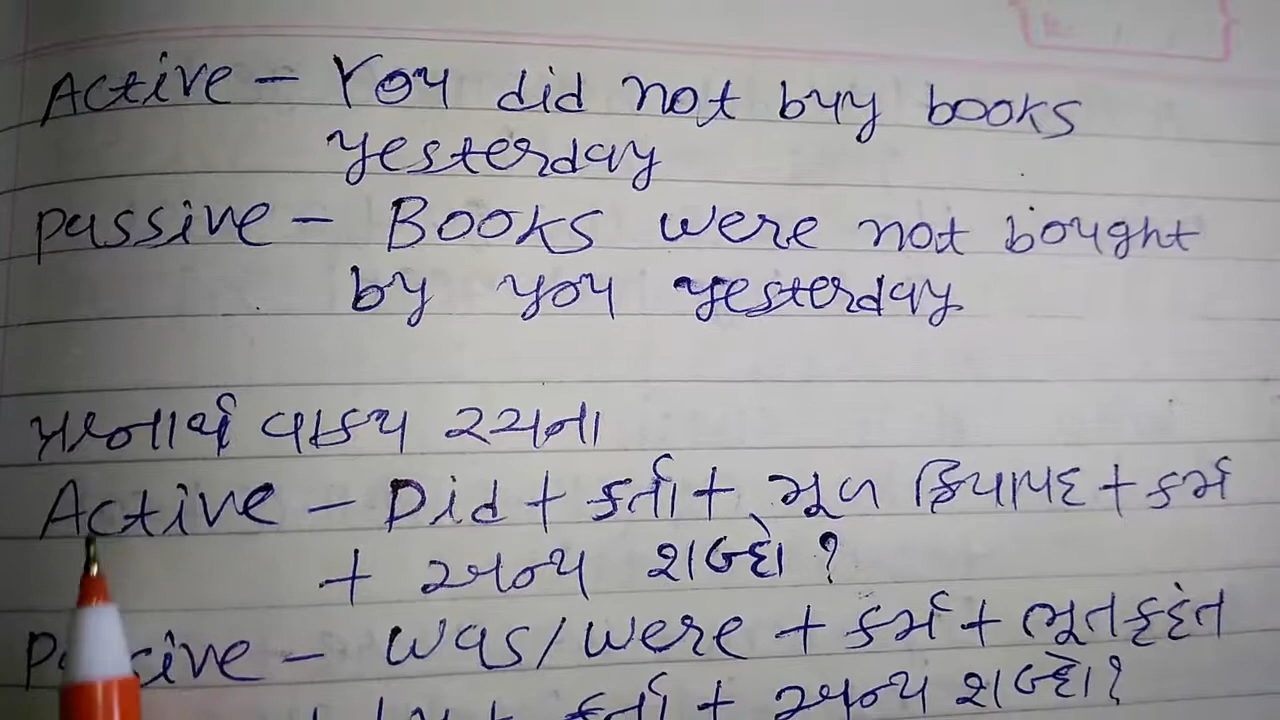 Active - You did not buy books
yesterday
passive - Books were not bought
by you yesterday
પ્રશ્નાર્થ વાક્ય રચના
Active - Did + કર્તા + મૂળ ક્રિયાપદ + કર્મ
+ અન્ય શબ્દો ?
Passive - was/were + કર્મ + ભૂતકૃદંત
+ કર્તા + અન્ય શબ્દો ?